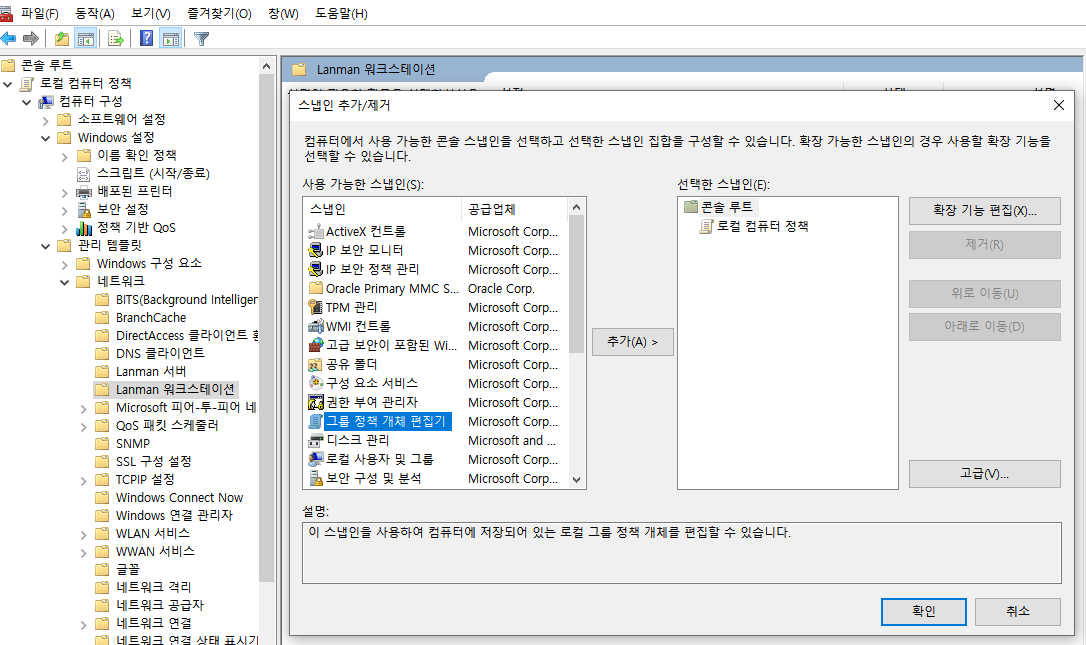 파일(F) 동작(A) 보기(V) 즐겨찾기(O) 창(W) 도움말(H)
콘솔 루트
로컬 컴퓨터 정책
컴퓨터 구성
소프트웨어 설정
Windows 설정
이름 확인 정책
스크립트 (시작/종료)
배포된 프린터
보안 설정
정책 기반 QoS
관리 템플릿
Windows 구성 요소
네트워크
BITS(Background Intelligen
BranchCache
DirectAccess 클라이언트 환
DNS 클라이언트
Lanman 서버
Lanman 워크스테이션
Microsoft 피어-투-피어 네
QoS 패킷 스케줄러
SNMP
SSL 구성 설정
TCPIP 설정
Windows Connect Now
Windows 연결 관리자
WLAN 서비스
WWAN 서비스
글꼴
네트워크 격리
네트워크 공급자
네트워크 연결
네트워크 연결 상태 표시기
Lanman 워크스테이션
스냅인 추가/제거
컴퓨터에서 사용 가능한 콘솔 스냅인을 선택하고 선택한 스냅인 집합을 구성할 수 있습니다. 확장 가능한 스냅인의 경우 사용할 확장 기능을
선택할 수 있습니다.
사용 가능한 스냅인(S):
스냅인 공급업체
ActiveX 컨트롤 Microsoft Corp...
IP 보안 모니터 Microsoft Corp...
IP 보안 정책 관리 Microsoft Corp...
Oracle Primary MMC S... Oracle Corp.
TPM 관리 Microsoft Corp...
WMI 컨트롤 Microsoft Corp...
고급 보안이 포함된 Wi... Microsoft Corp...
공유 폴더 Microsoft Corp...
구성 요소 서비스 Microsoft Corp...
권한 부여 관리자 Microsoft Corp...
그룹 정책 개체 편집기 Microsoft Corp...
디스크 관리 Microsoft and ...
로컬 사용자 및 그룹 Microsoft Corp...
보안 구성 및 분석 Microsoft Corp...
추가(A) >
선택한 스냅인(E):
콘솔 루트
로컬 컴퓨터 정책
확장 기능 편집(X)...
제거(R)
위로 이동(U)
아래로 이동(D)
고급(V)...
설명:
이 스냅인을 사용하여 컴퓨터에 저장되어 있는 로컬 그룹 정책 개체를 편집할 수 있습니다.
확인 취소